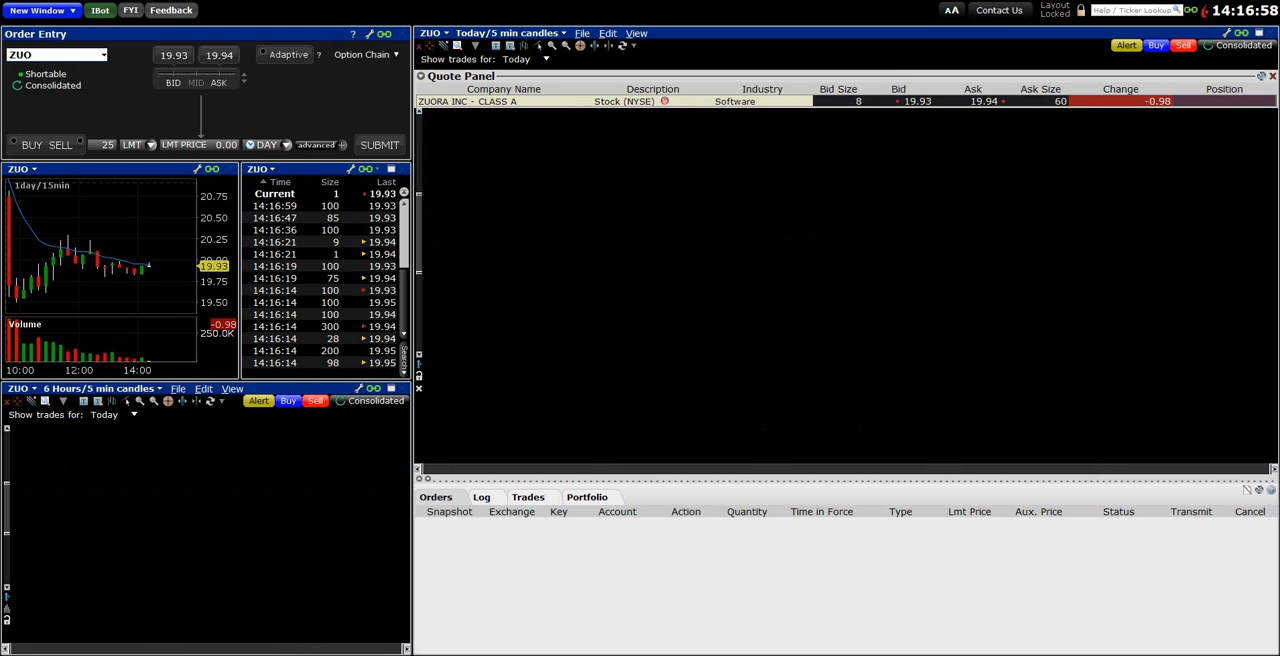 New Window ▼ IBot FYI Feedback
AA Contact Us Layout Locked Help / Ticker Lookup 14:16:58
Order Entry ?
ZUO 19.93 19.94 Adaptive ? Option Chain ▼
Shortable
Consolidated
BID MID ASK
BUY SELL 25 LMT LMT PRICE 0.00 DAY advanced + SUBMIT
ZUO
1day/15min
20.75
20.50
20.25
20.00
19.93
19.75
19.50
Volume -0.98
250.0K
10:00 12:00 14:00
ZUO
Time Size Last
Current 1 19.93
14:16:59 100 19.93
14:16:47 85 19.93
14:16:36 100 19.93
14:16:21 9 19.94
14:16:21 1 19.94
14:16:19 100 19.93
14:16:19 75 19.94
14:16:14 100 19.93
14:16:14 100 19.95
14:16:14 100 19.94
14:16:14 300 19.94
14:16:14 28 19.94
14:16:14 200 19.95
14:16:14 98 19.95
Search
ZUO 6 Hours/5 min candles File Edit View
Alert Buy Sell Consolidated
Show trades for: Today
ZUO Today/5 min candles File Edit View
Alert Buy Sell Consolidated
Show trades for: Today
Quote Panel
Company Name Description Industry Bid Size Bid Ask Ask Size Change Position
ZUORA INC - CLASS A Stock (NYSE) Software 8 19.93 19.94 60 -0.98
Orders Log Trades Portfolio
Snapshot Exchange Key Account Action Quantity Time in Force Type Lmt Price Aux. Price Status Transmit Cancel